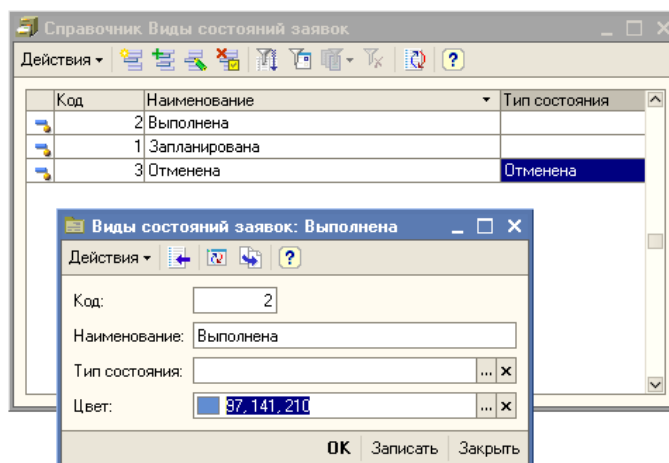 Справочник Виды состояний заявок
Действия
Код Наименование Тип состояния
2 Выполнена
1 Запланирована
3 Отменена Отменена
Виды состояний заявок: Выполнена
Действия
Код: 2
Наименование: Выполнена
Тип состояния: ...
Цвет: 97, 141, 210 ...
OK Записать Закрыть